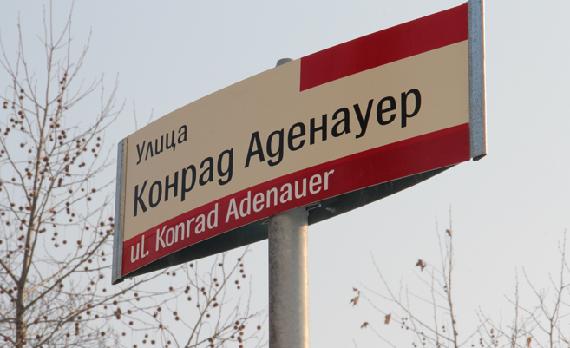 Улица
Конрад Аденауер
ul. Konrad Adenauer